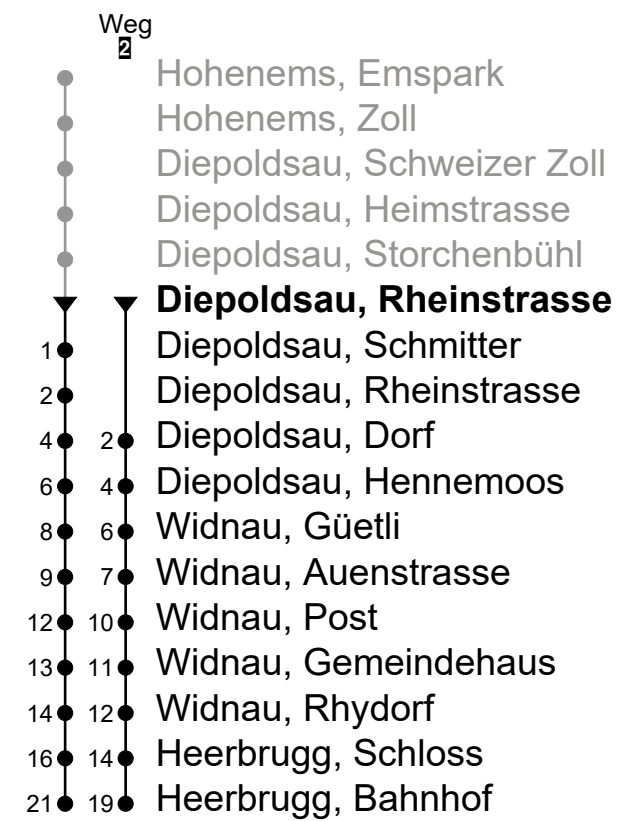 Weg
2
Hohenems, Emspark
Hohenems, Zoll
Diepoldsau, Schweizer Zoll
Diepoldsau, Heimstrasse
Diepoldsau, Storchenbühl
Diepoldsau, Rheinstrasse
1 Diepoldsau, Schmitter
2 Diepoldsau, Rheinstrasse
4 2 Diepoldsau, Dorf
6 4 Diepoldsau, Hennemoos
8 6 Widnau, Güetli
9 7 Widnau, Auenstrasse
12 10 Widnau, Post
13 11 Widnau, Gemeindehaus
14 12 Widnau, Rhydorf
16 14 Heerbrugg, Schloss
21 19 Heerbrugg, Bahnhof